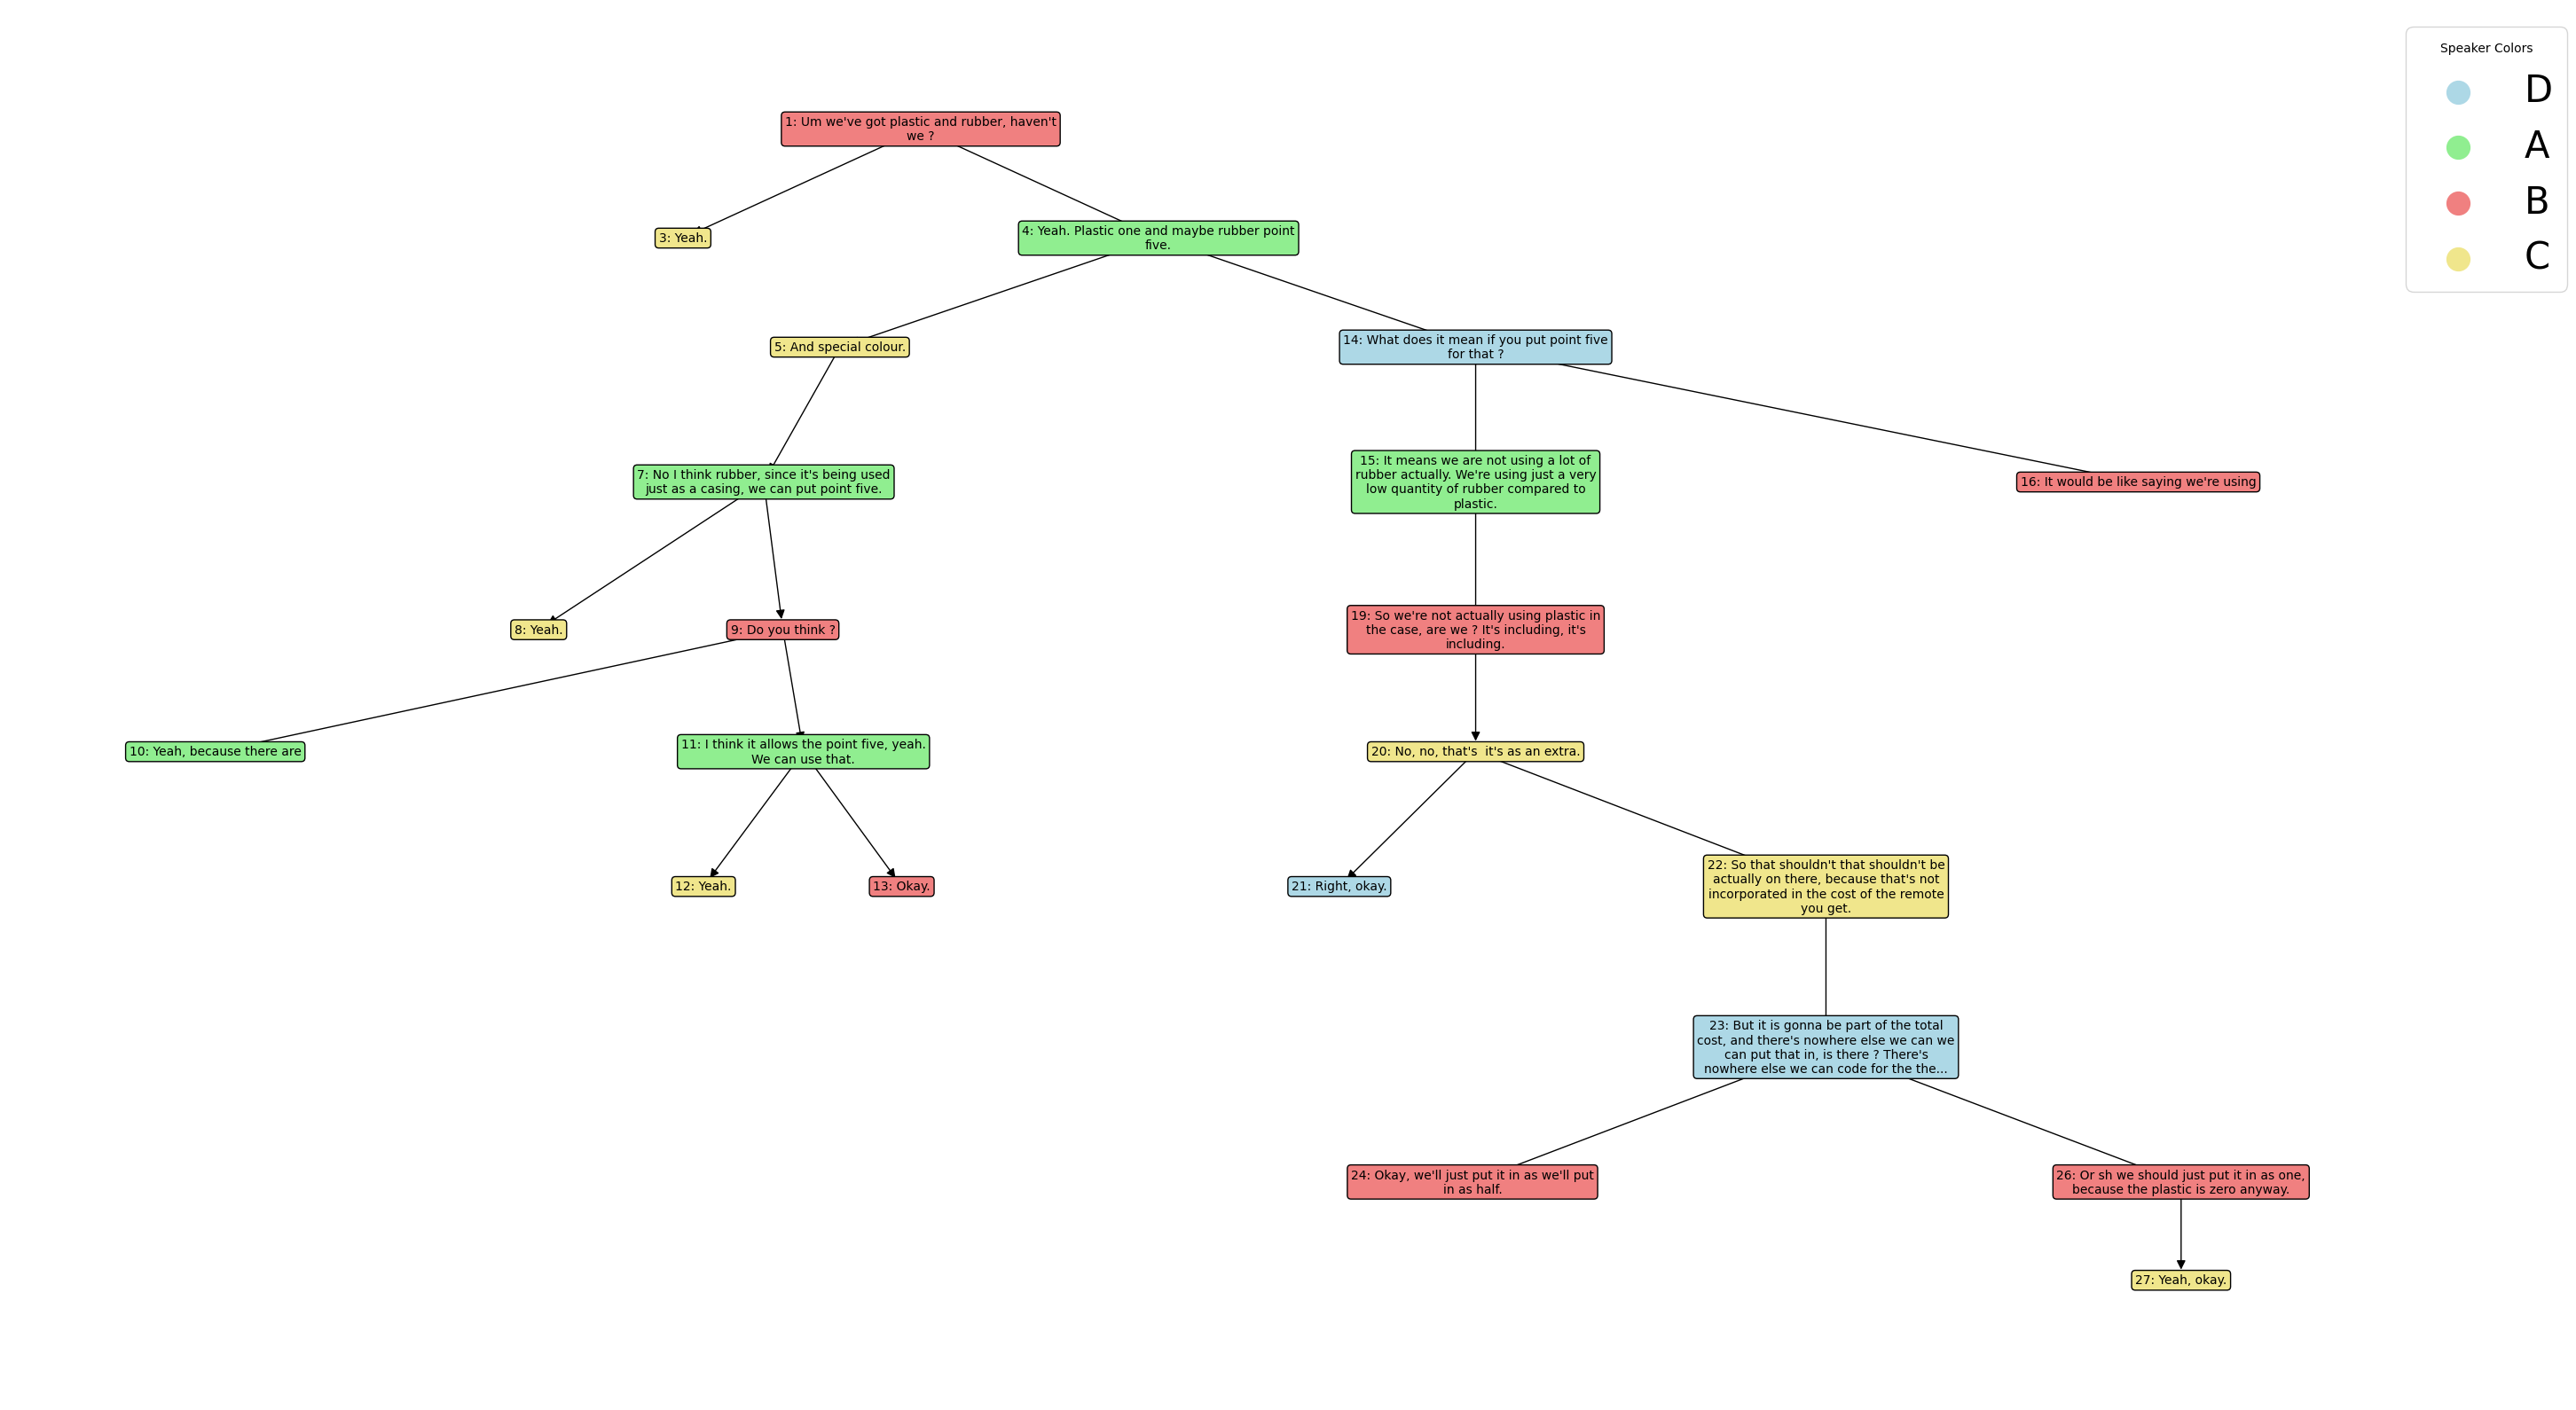 Speaker Colors
D
A
B
C
1: Um we've got plastic and rubber, haven't
we ?
3: Yeah.
4: Yeah. Plastic one and maybe rubber point
five.
5: And special colour.
14: What does it mean if you put point five
for that ?
7: No I think rubber, since it's being used
just as a casing, we can put point five.
15: It means we are not using a lot of
rubber actually. We're using just a very
low quantity of rubber compared to
plastic.
16: It would be like saying we're using
8: Yeah.
9: Do you think ?
19: So we're not actually using plastic in
the case, are we ? It's including, it's
including.
10: Yeah, because there are
11: I think it allows the point five, yeah.
We can use that.
20: No, no, that's  it's as an extra.
12: Yeah.
13: Okay.
21: Right, okay.
22: So that shouldn't that shouldn't be
actually on there, because that's not
incorporated in the cost of the remote
you get.
23: But it is gonna be part of the total
cost, and there's nowhere else we can we
can put that in, is there ? There's
nowhere else we can code for the the...
24: Okay, we'll just put it in as we'll put
in as half.
26: Or sh we should just put it in as one,
because the plastic is zero anyway.
27: Yeah, okay.